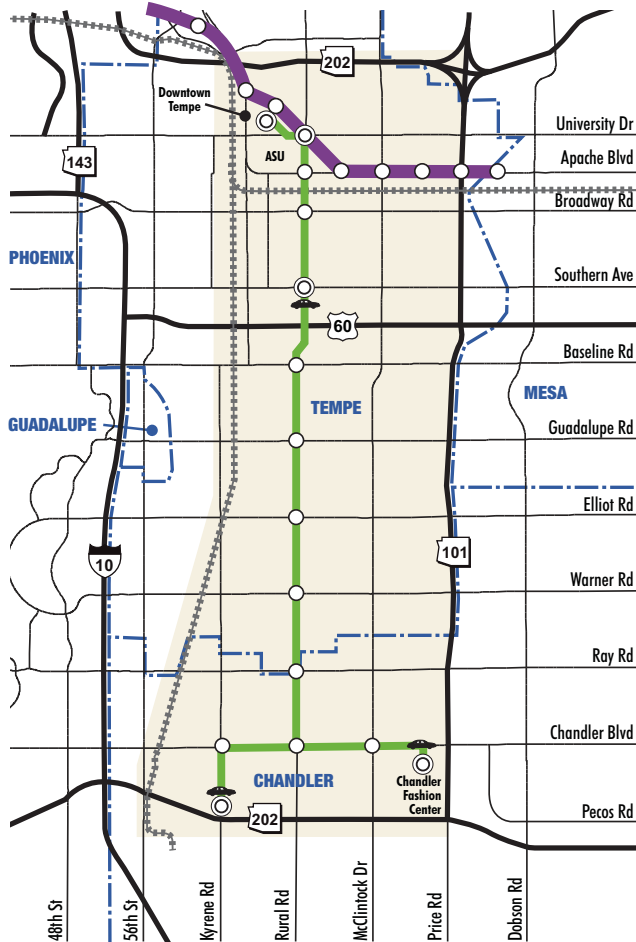 202
Downtown
Tempe
University Dr
ASU
Apache Blvd
143
Broadway Rd
PHOENIX
Southern Ave
60
Baseline Rd
TEMPE
MESA
GUADALUPE
Guadalupe Rd
Elliot Rd
101
10
Warner Rd
Ray Rd
Chandler Blvd
CHANDLER
Chandler
Fashion
Center
202
Pecos Rd
48th St
56th St
Kyrene Rd
Rural Rd
McClintock Dr
Price Rd
Dobson Rd